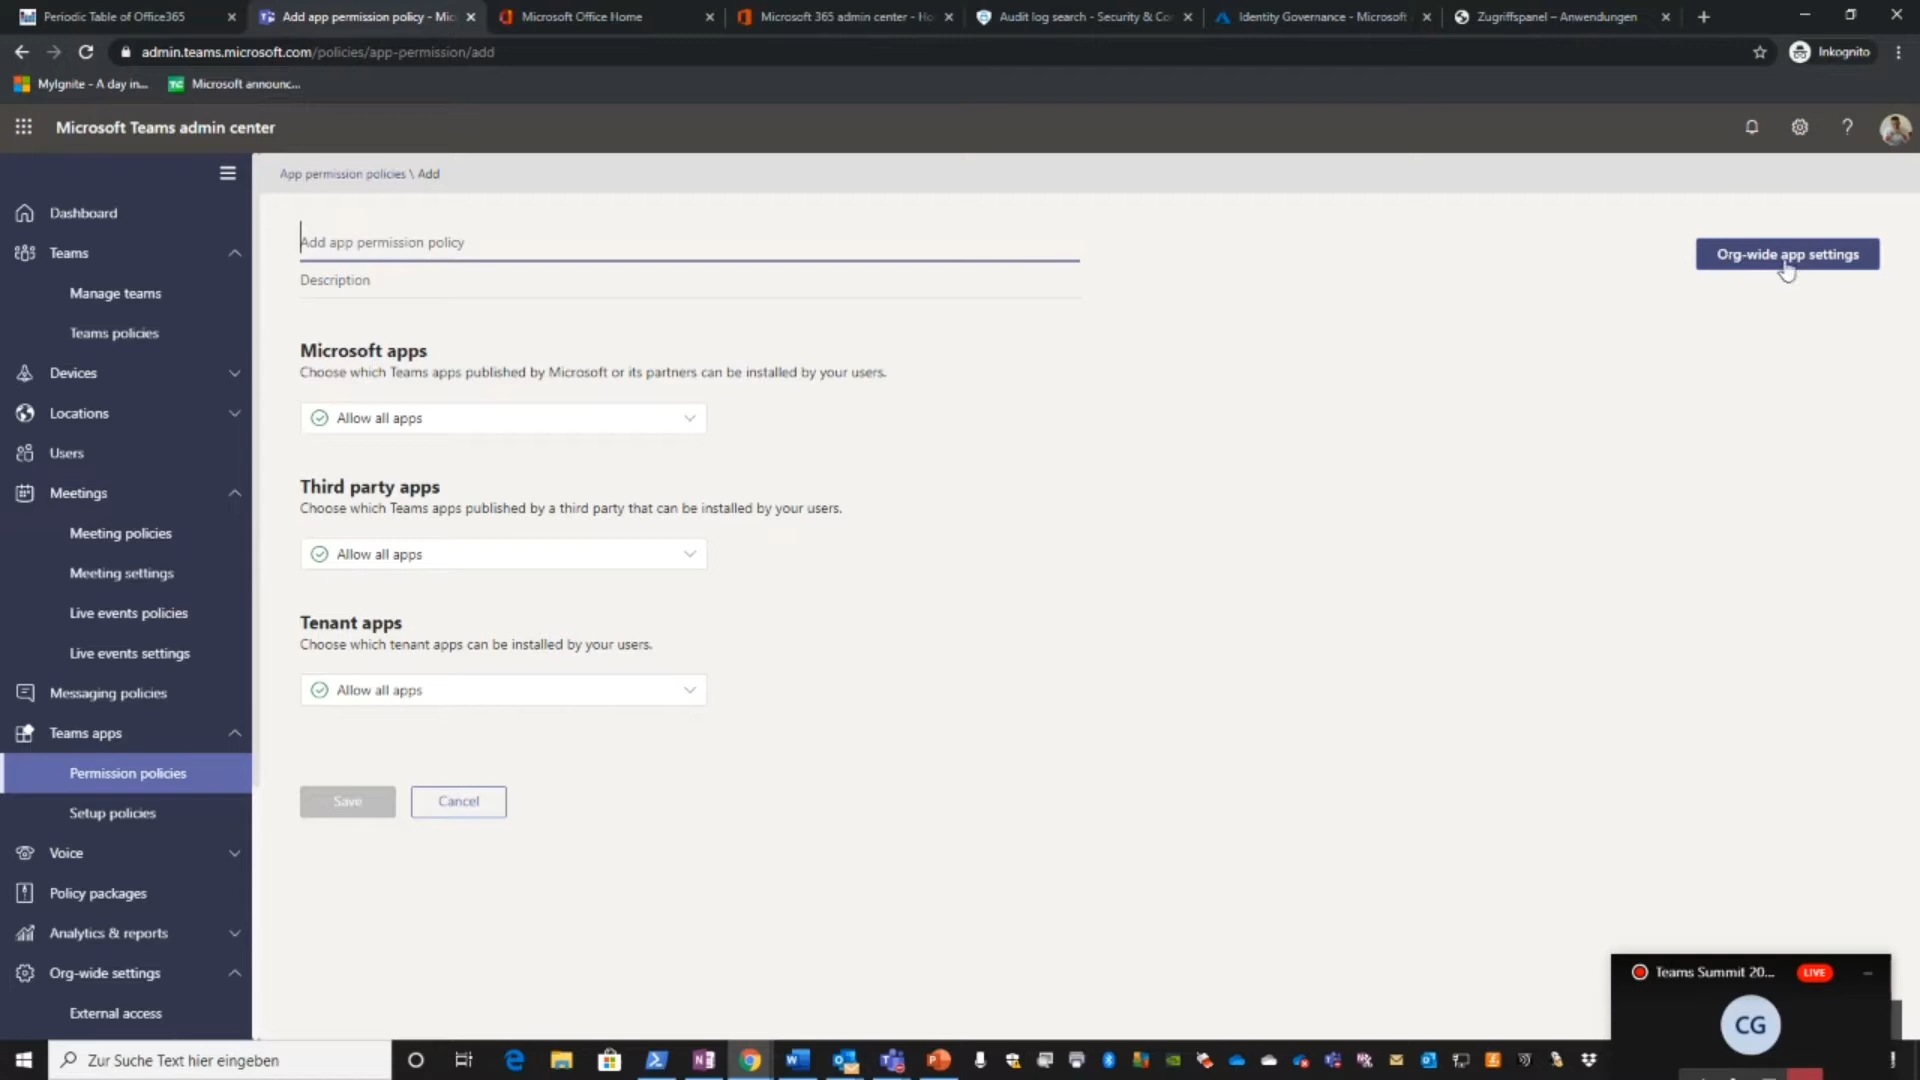 Periodic Table of Office365
Add app permission policy - Mic
Microsoft Office Home
Microsoft 365 admin center - Ho
Audit log search - Security & Co
Identity Governance - Microsoft
Zugriffspanel – Anwendungen
admin.teams.microsoft.com/policies/app-permission/add
Inkognito
MyIgnite - A day in...
Microsoft announc...
Microsoft Teams admin center
App permission policies \ Add
Dashboard
Teams
Manage teams
Teams policies
Devices
Locations
Users
Meetings
Meeting policies
Meeting settings
Live events policies
Live events settings
Messaging policies
Teams apps
Permission policies
Setup policies
Voice
Policy packages
Analytics & reports
Org-wide settings
External access
Add app permission policy
Description
Org-wide app settings
Microsoft apps
Choose which Teams apps published by Microsoft or its partners can be installed by your users.
Allow all apps
Third party apps
Choose which Teams apps published by a third party that can be installed by your users.
Allow all apps
Tenant apps
Choose which tenant apps can be installed by your users.
Allow all apps
Save
Cancel
Teams Summit 20...
LIVE
CG
Zur Suche Text hier eingeben